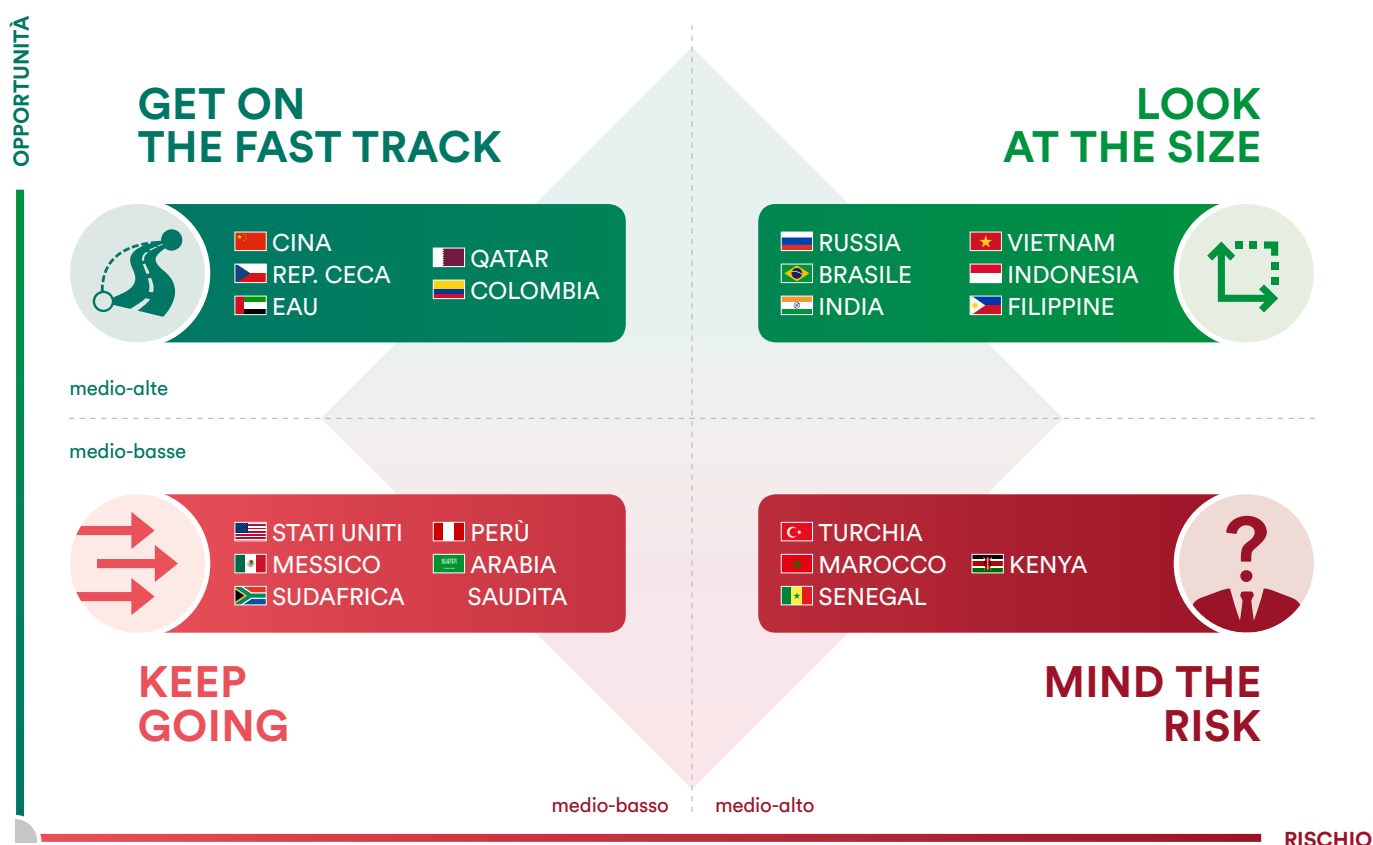 OPPORTUNITÀ
GET ON
THE FAST TRACK
LOOK
AT THE SIZE
CINA
REP. CECA
EAU
QATAR
COLOMBIA
RUSSIA
BRASILE
INDIA
VIETNAM
INDONESIA
FILIPPINE
medio-alte
medio-basse
STATI UNITI
MESSICO
SUDAFRICA
PERÙ
ARABIA
SAUDITA
TURCHIA
MAROCCO
SENEGAL
KENYA
KEEP
GOING
MIND THE
RISK
medio-basso
medio-alto
RISCHIO